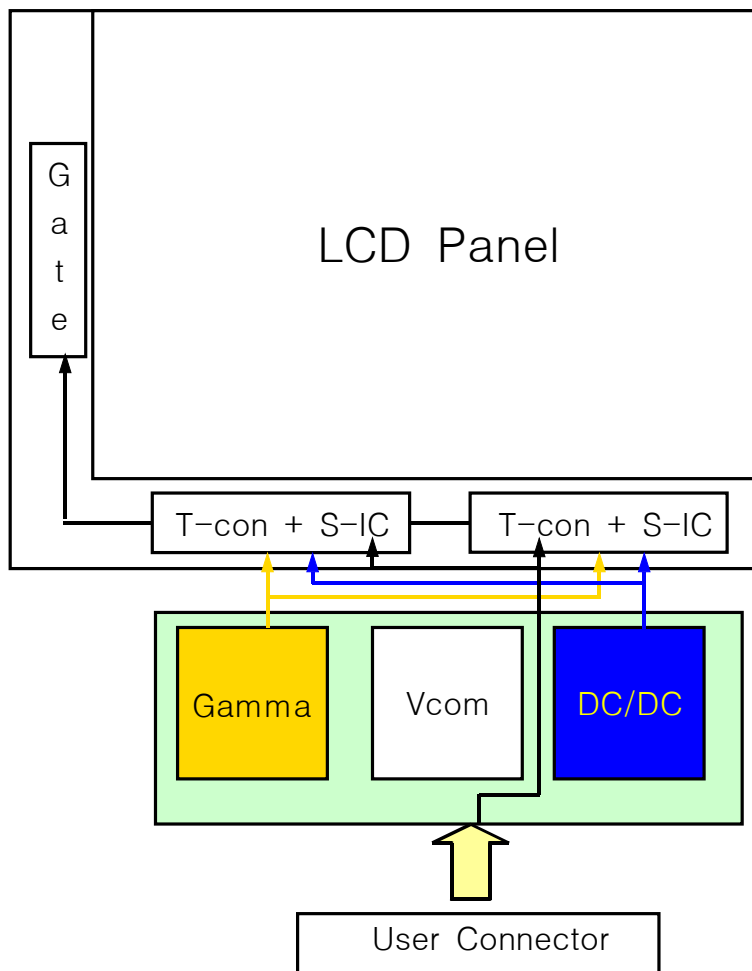 G
a
t
e
LCD Panel
T-con + S-IC
T-con + S-IC
Gamma
Vcom
DC/DC
User Connector